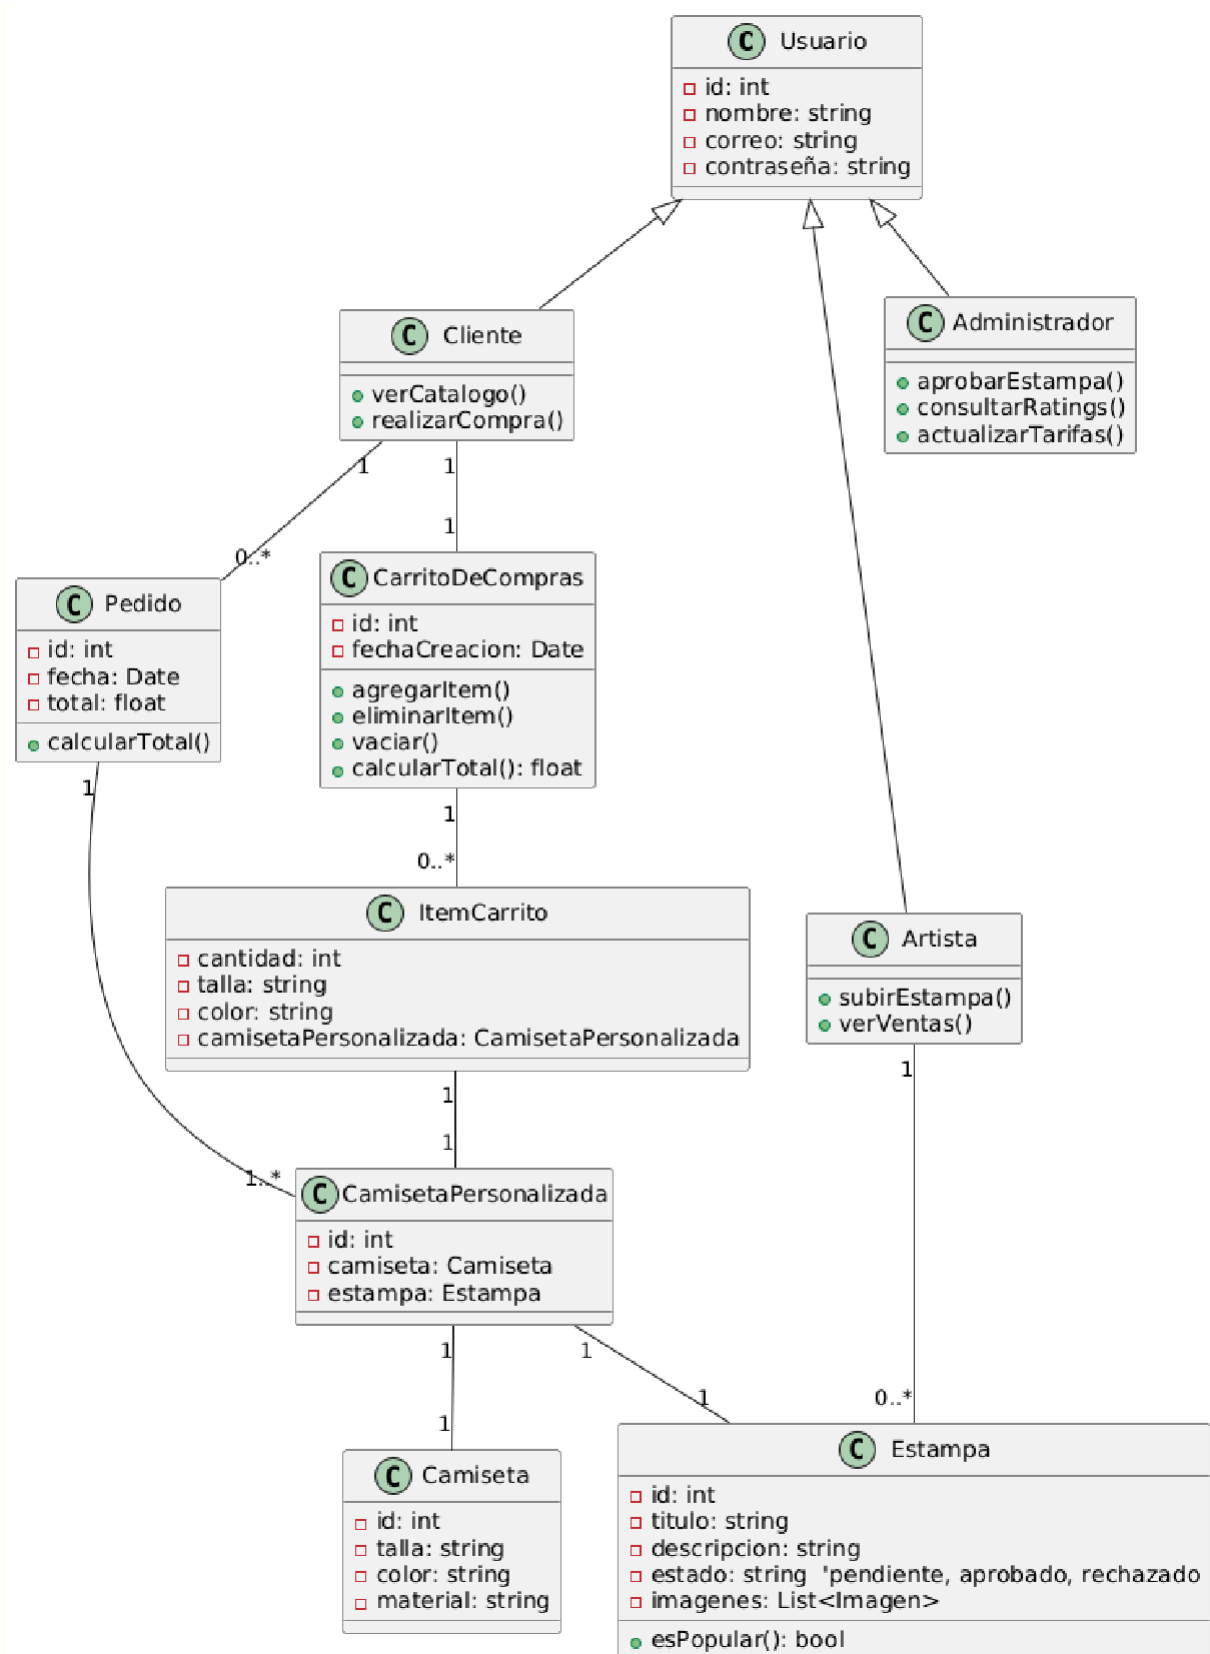 C Usuario
id: int
nombre: string
correo: string
contraseña: string
C Cliente
verCatalogo()
realizarCompra()
C Administrador
aprobarEstampa()
consultarRatings()
actualizarTarifas()
1
1
0..*
1
C Pedido
id: int
fecha: Date
total: float
calcularTotal()
1
C CarritoDeCompras
id: int
fechaCreacion: Date
agregarItem()
eliminarItem()
vaciar()
calcularTotal(): float
1
0..*
C ItemCarrito
cantidad: int
talla: string
color: string
camisetaPersonalizada: CamisetaPersonalizada
C Artista
subirEstampa()
verVentas()
1
1
1
1..*
C CamisetaPersonalizada
id: int
camiseta: Camiseta
estampa: Estampa
1
1
1
1
0..*
C Camiseta
id: int
talla: string
color: string
material: string
C Estampa
id: int
titulo: string
descripcion: string
estado: string 'pendiente, aprobado, rechazado
imagenes: List<Imagen>
esPopular(): bool